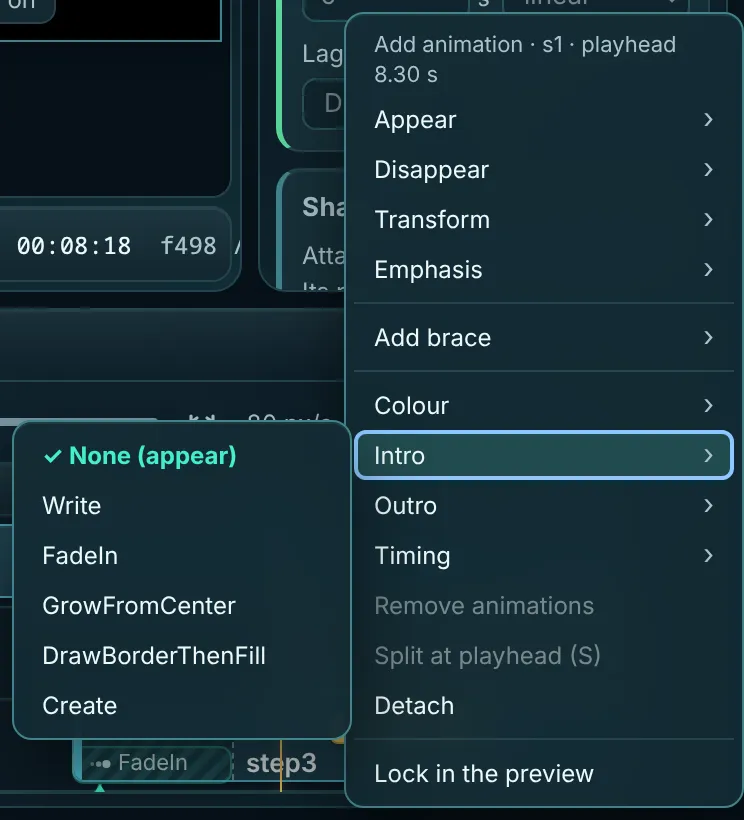 on
s
linear
Add animation · s1 · playhead
8.30 s
Lag
D
Appear
Disappear
Transform
Emphasis
Sha
Atta
00:08:18 f498 /
Add brace
Colour
Intro
Outro
Timing
Remove animations
Split at playhead (S)
Detach
Lock in the preview
✓ None (appear)
Write
FadeIn
GrowFromCenter
DrawBorderThenFill
Create
FadeIn
step3